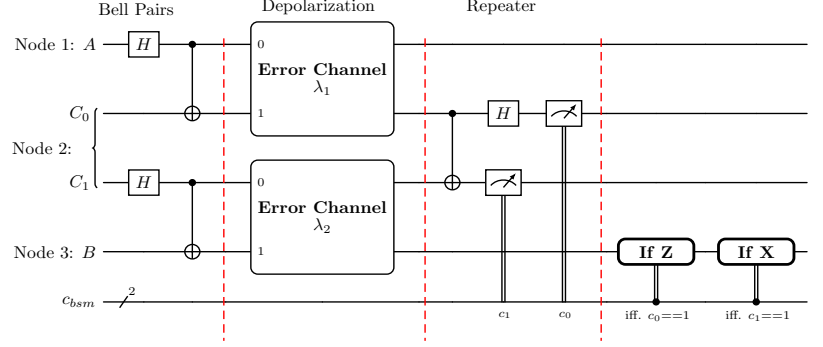 Bell Pairs Depolarization Repeater
Node 1: A H 0
Error Channel
λ₁
C₀ 1 H
Node 2:
C₁ H 0
Error Channel
λ₂
Node 3: B 1 If Z If X
c_bsm 2
c₁ c₀ iff. c₀==1 iff. c₁==1